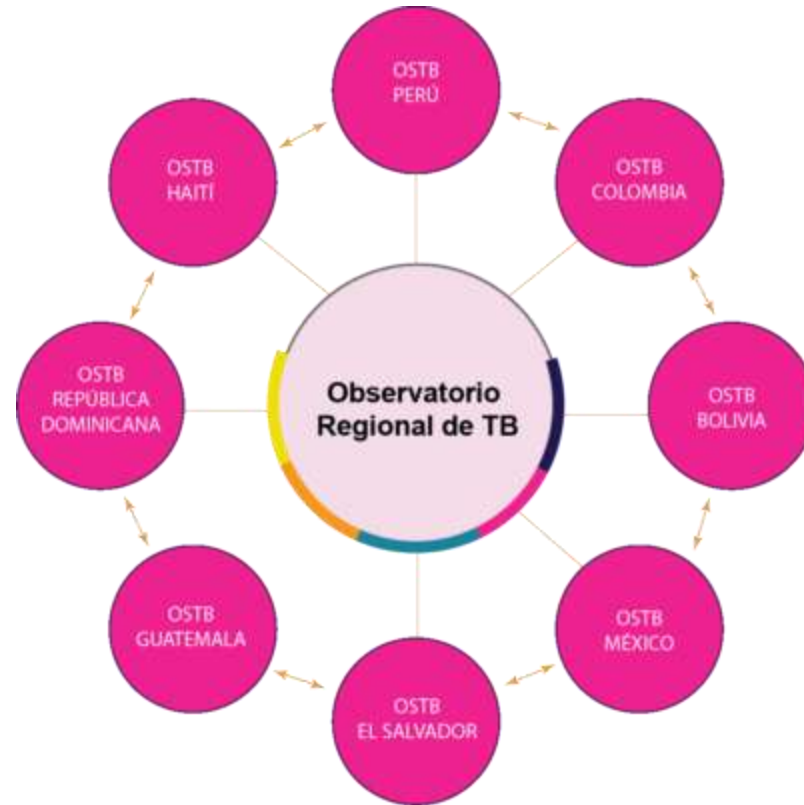 OSTB
PERÚ
OSTB
COLOMBIA
OSTB
BOLIVIA
OSTB
MÉXICO
OSTB
EL SALVADOR
OSTB
GUATEMALA
OSTB
REPÚBLICA
DOMINICANA
OSTB
HAITÍ
Observatorio
Regional de TB